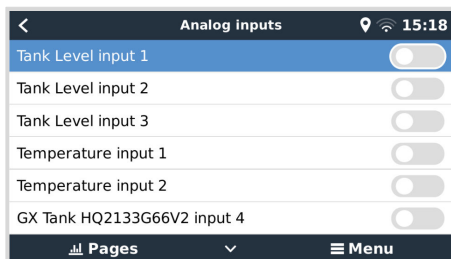 Analog inputs 15:18
Tank Level input 1
Tank Level input 2
Tank Level input 3
Temperature input 1
Temperature input 2
GX Tank HQ2133G66V2 input 4
Pages Menu